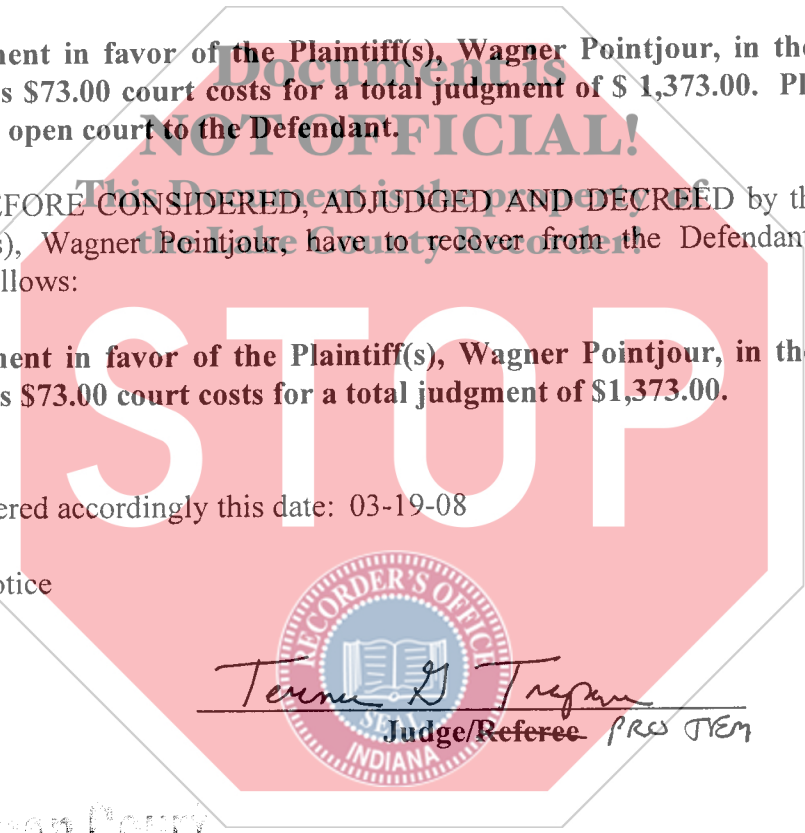 ment in favor of the Plaintiff(s), Wagner Pointjour, in the
Document is
s $73.00 court costs for a total judgment of $ 1,373.00. Pl
open court to the Defendant.
NOT OFFICIAL!
EFORE CONSIDERED, ADJUDGED AND DECREED by th
This Document is the property of
s), Wagner Pointjour, have to recover from the Defendant
the Lake County Recorder!
llows:
STOP
ment in favor of the Plaintiff(s), Wagner Pointjour, in the
s $73.00 court costs for a total judgment of $1,373.00.
ered accordingly this date: 03-19-08
otice
RECORDER'S OFFICE
SEAL
INDIANA
Judge/Referee PRO TEM
Court